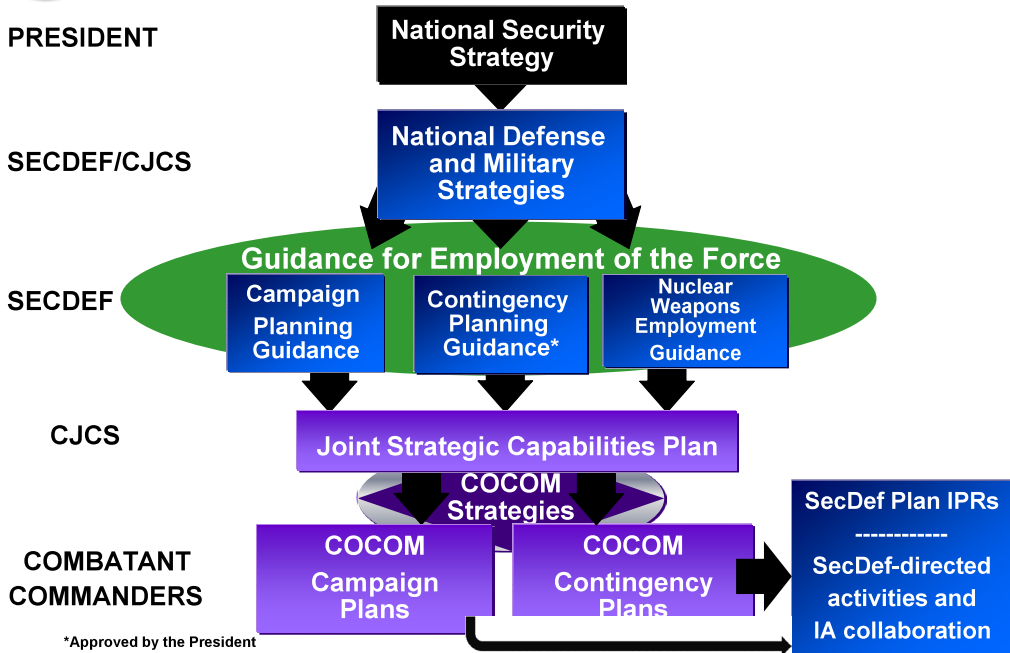 PRESIDENT
National Security
Strategy
SECDEF/CJCS
National Defense
and Military
Strategies
Guidance for Employment of the Force
SECDEF
Campaign
Planning
Guidance
Contingency
Planning
Guidance*
Nuclear
Weapons
Employment
Guidance
CJCS
Joint Strategic Capabilities Plan
COCOM
Strategies
COMBATANT
COMMANDERS
COCOM
Campaign
Plans
COCOM
Contingency
Plans
SecDef Plan IPRs
------------
SecDef-directed
activities and
IA collaboration
*Approved by the President